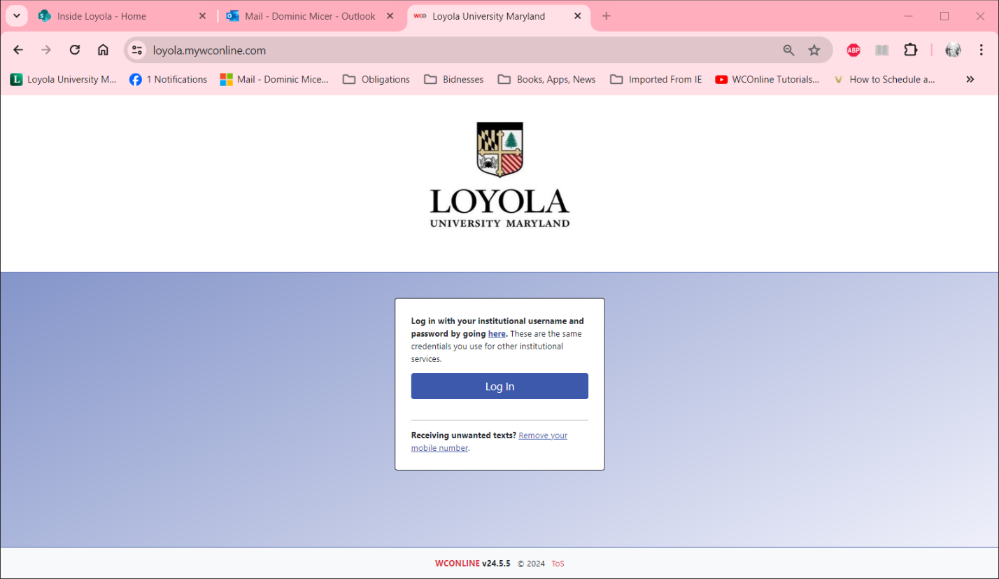 Inside Loyola - Home
Mail - Dominic Micer - Outlook
WCO Loyola University Maryland
loyola.mywconline.com
ABP
L Loyola University M...
1 Notifications
Mail - Dominic Mice...
Obligations
Bidnesses
Books, Apps, News
Imported From IE
WCOnline Tutorials...
How to Schedule a...
LOYOLA
UNIVERSITY MARYLAND
Log in with your institutional username and
password by going here. These are the same
credentials you use for other institutional
services.
Log In
Receiving unwanted texts? Remove your
mobile number.
WCONLINE v24.5.5 © 2024 ToS